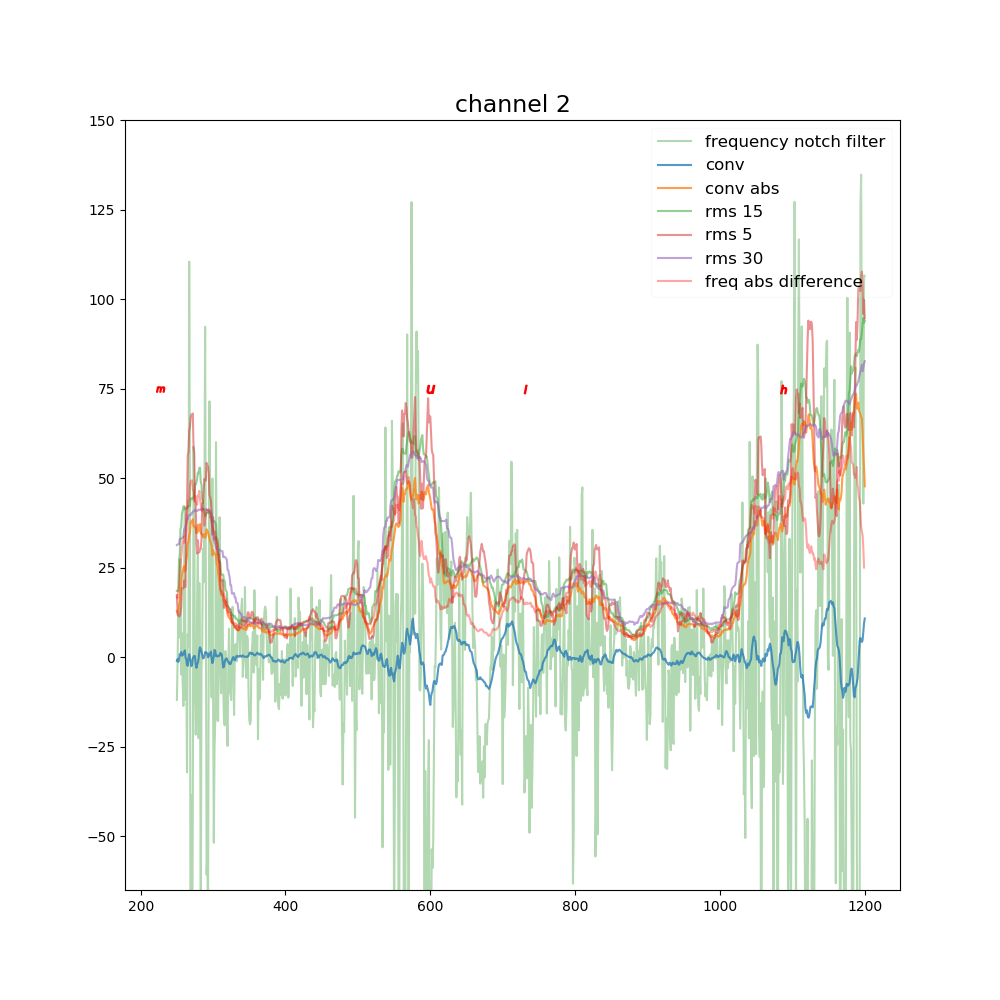 channel 2
150
125
100
75
50
25
0
−25
−50
200 400 600 800 1000 1200
frequency notch filter
conv
conv abs
rms 15
rms 5
rms 30
freq abs difference
m u l h